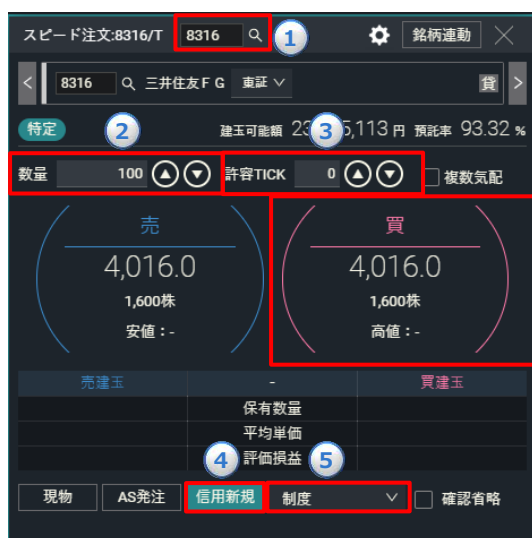 スピード注文:8316/T 8316 ① 銘柄連動
< 8316 三井住友ＦＧ 東証 貸 >
特定 ② 建玉可能額 23 ③ 5,113 円 預託率 93.32 %
数量 100 許容TICK 0 複数気配
売 買
4,016.0 4,016.0
1,600株 1,600株
安値：- 高値：-
売建玉 - 買建玉
保有数量
平均単価
④ 評価損益 ⑤
現物 AS発注 信用新規 制度 確認省略